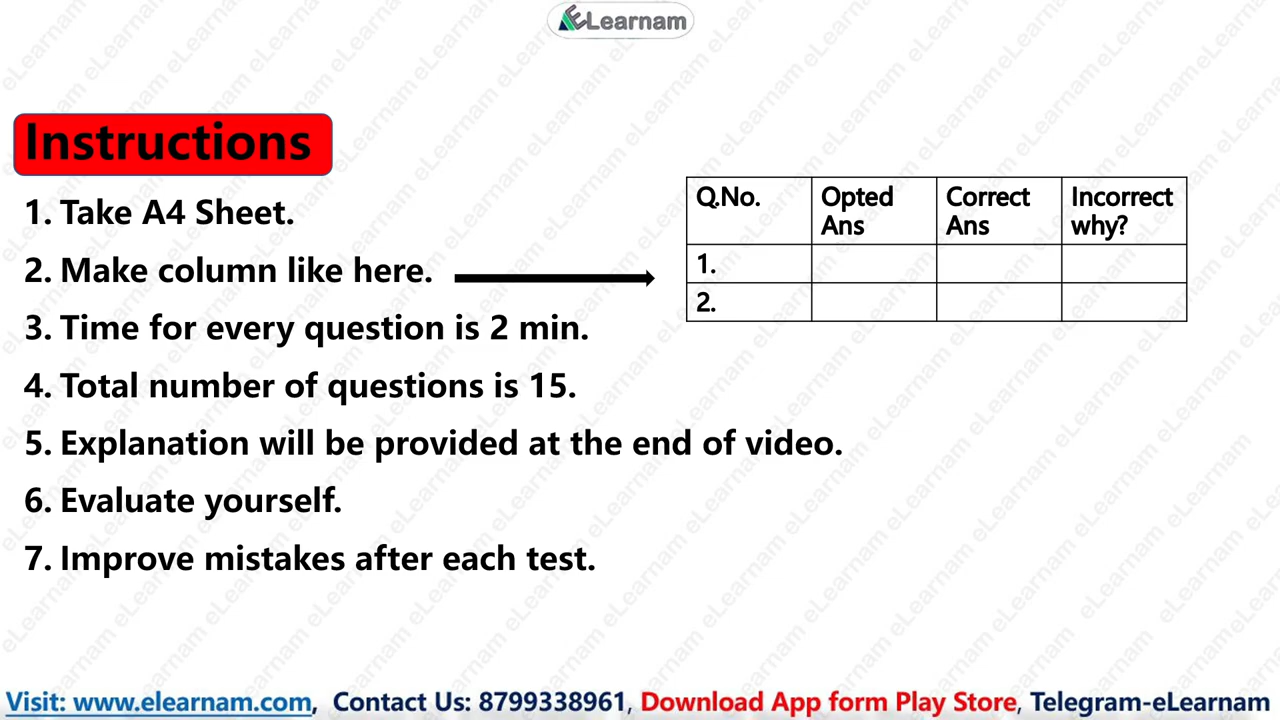 ELearnam
Instructions
1. Take A4 Sheet.
2. Make column like here.
3. Time for every question is 2 min.
4. Total number of questions is 15.
5. Explanation will be provided at the end of video.
6. Evaluate yourself.
7. Improve mistakes after each test.
Q.No. Opted Ans Correct Ans Incorrect why?
1.
2.
Visit: www.elearnam.com, Contact Us: 8799338961, Download App form Play Store, Telegram-eLearnam